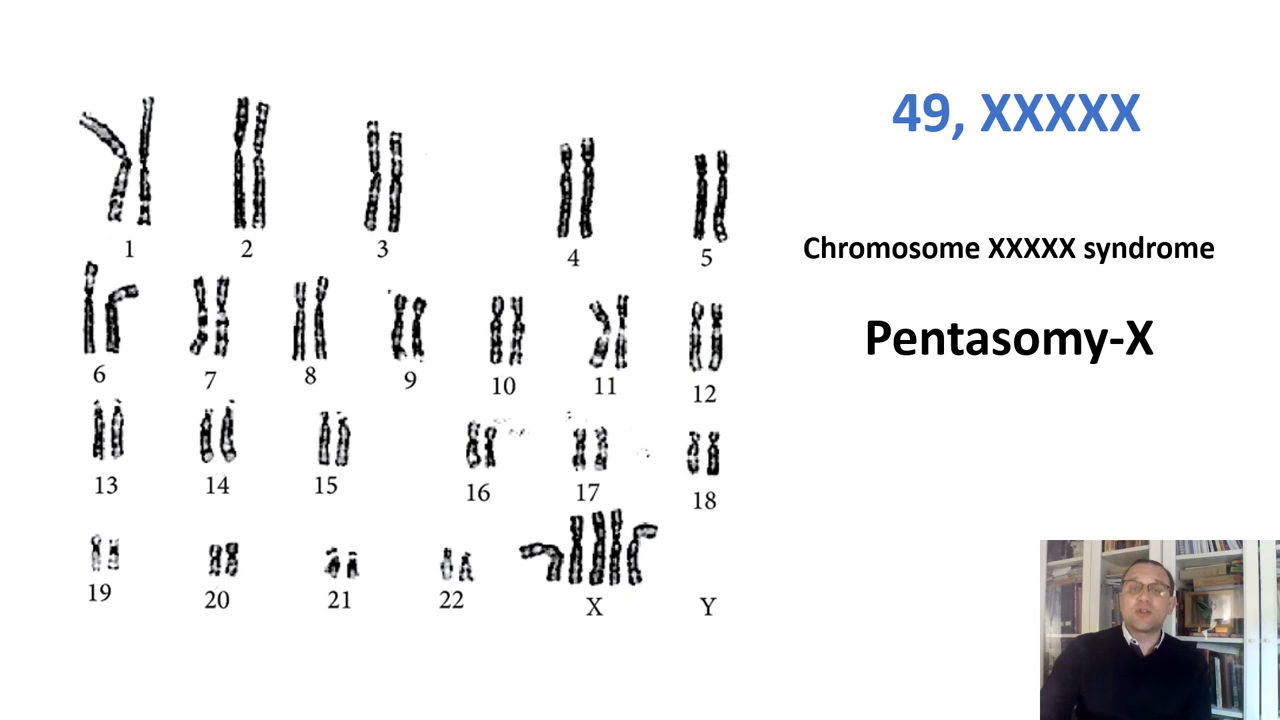 49, XXXXX
Chromosome XXXXX syndrome
Pentasomy-X
1 2 3 4 5
6 7 8 9 10 11 12
13 14 15 16 17 18
19 20 21 22 X Y